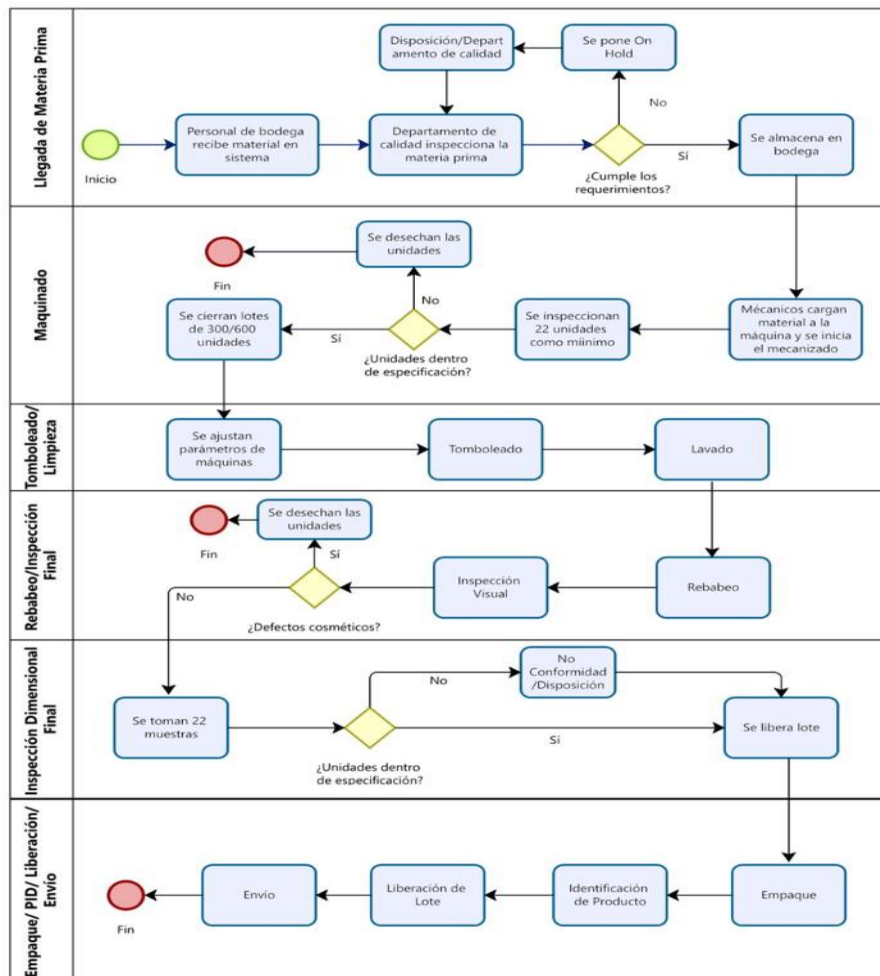 Llegada de Materia Prima
Disposición/Depart
amento de calidad
Se pone On
Hold
No
Inicio
Personal de bodega
recibe material en
sistema
Departamento de
calidad inspecciona la
materia prima
¿Cumple los
requerimientos?
Sí
Se almacena en
bodega
Maquinado
Se desechan las
unidades
Fin
No
Se cierran lotes
de 300/600
unidades
Sí
¿Unidades dentro
de especificación?
Se inspeccionan
22 unidades
como míinimo
Mécanicos cargan
material a la
máquina y se inicia
el mecanizado
Tomboleado/
Limpieza
Se ajustan
parámetros de
máquinas
Tomboleado
Lavado
Rebabeo/Inspección
Final
Se desechan las
unidades
Fin
Sí
No
¿Defectos cosméticos?
Inspección
Visual
Rebabeo
Inspección Dimensional
Final
No
Conformidad
/Disposición
No
Se toman 22
muestras
¿Unidades dentro
de especificación?
Sí
Se libera lote
Empaque/ PID/ Liberación/
Envío
Fin
Envío
Liberación de
Lote
Identificación
de Producto
Empaque